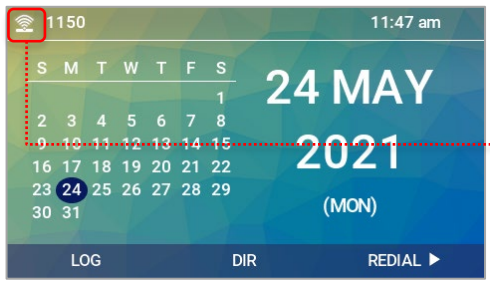 1150 11:47 am
S M T W T F S
1
2 3 4 5 6 7 8
9 10 11 12 13 14 15
16 17 18 19 20 21 22
23 24 25 26 27 28 29
30 31
24 MAY
2021
(MON)
LOG DIR REDIAL ▶